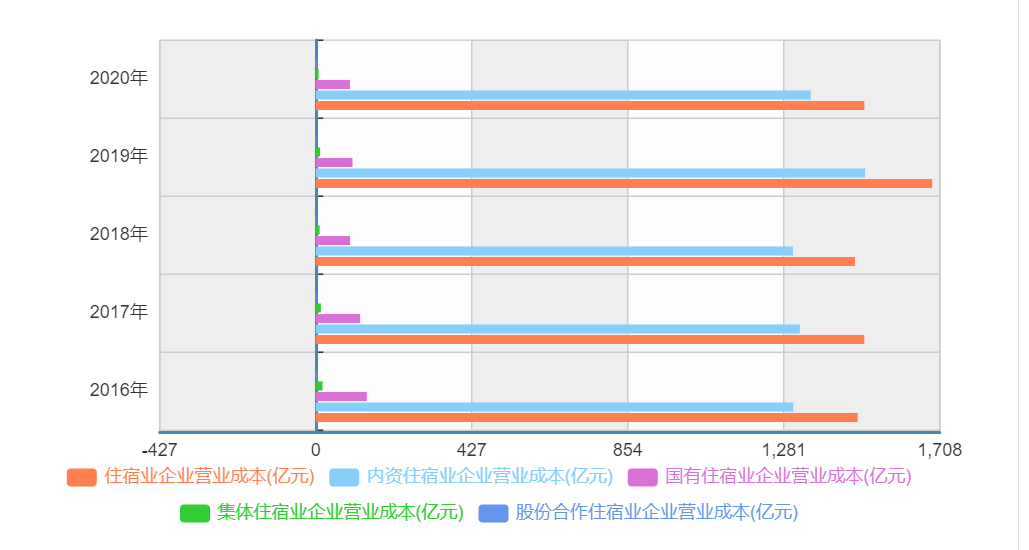 2020年
2019年
2018年
2017年
2016年
-427 0 427 854 1,281 1,708
住宿业企业营业成本(亿元) 内资住宿业企业营业成本(亿元) 国有住宿业企业营业成本(亿元)
集体住宿业企业营业成本(亿元) 股份合作住宿业企业营业成本(亿元)